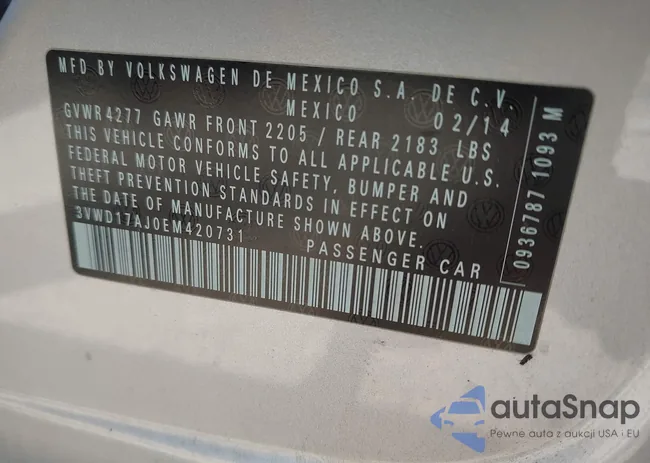 MFD BY VOLKSWAGEN DE MEXICO S.A. DE C.V
MEXICO 02/14
GVWR 4277 GAWR FRONT 2205 / REAR 2183 LBS
THIS VEHICLE CONFORMS TO ALL APPLICABLE U.S.
FEDERAL MOTOR VEHICLE SAFETY, BUMPER AND
THEFT PREVENTION STANDARDS IN EFFECT ON
THE DATE OF MANUFACTURE SHOWN ABOVE.
3VWD17AJ0EM420731 PASSENGER CAR
0936787 1093 M
autaSnap
Pewne auta z aukcji USA i EU